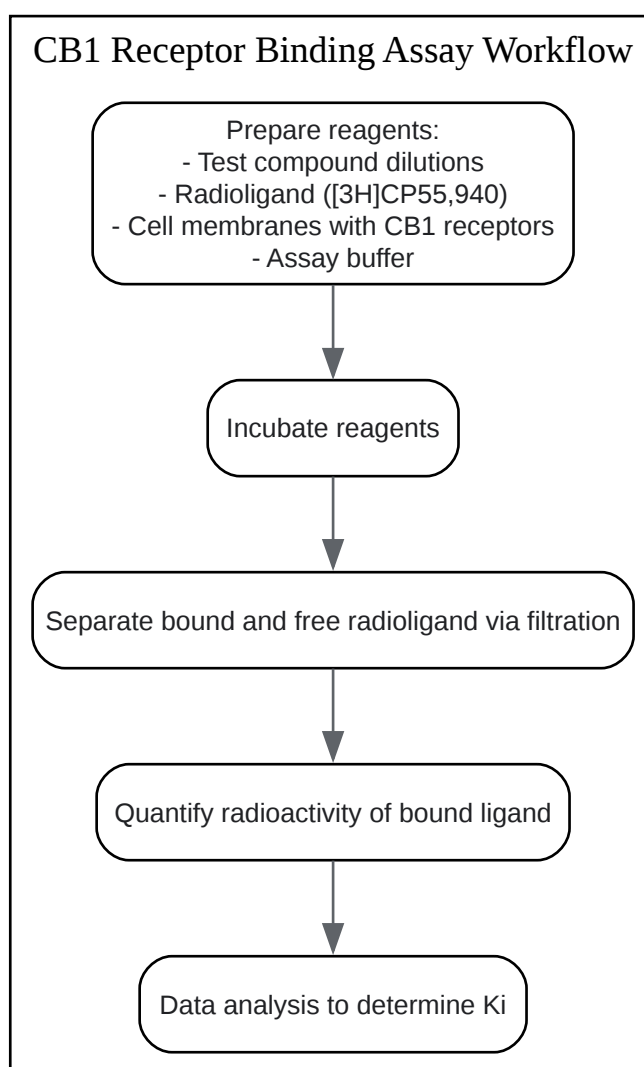 CB1 Receptor Binding Assay Workflow
Prepare reagents:
- Test compound dilutions
- Radioligand ([3H]CP55,940)
- Cell membranes with CB1 receptors
- Assay buffer
Incubate reagents
Separate bound and free radioligand via filtration
Quantify radioactivity of bound ligand
Data analysis to determine Ki